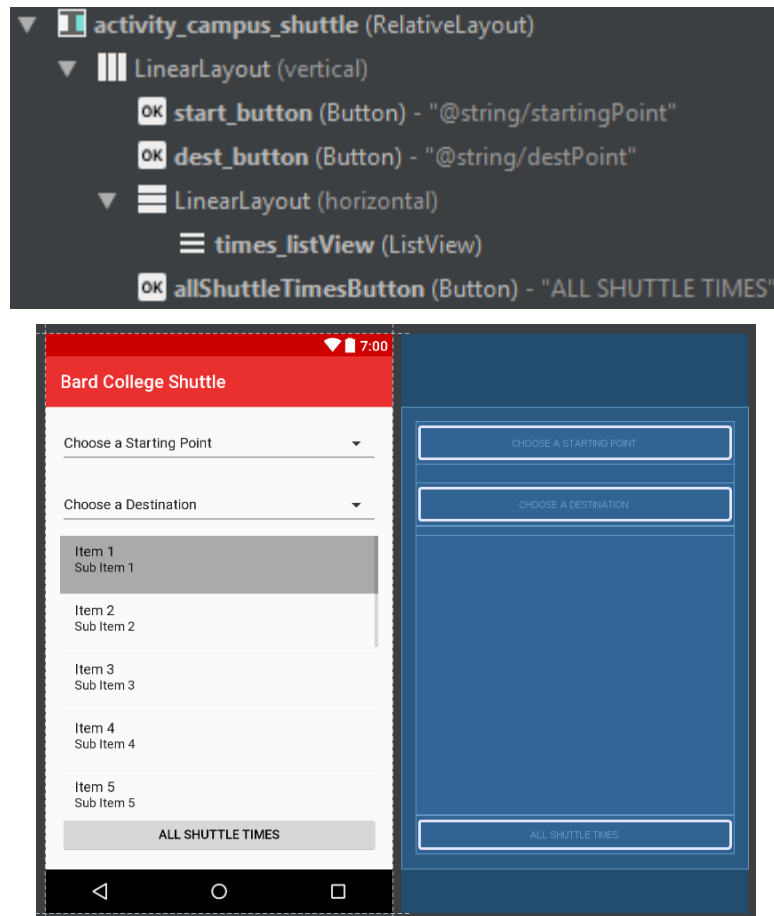 activity_campus_shuttle (RelativeLayout)
LinearLayout (vertical)
OK start_button (Button) - "@string/startingPoint"
OK dest_button (Button) - "@string/destPoint"
LinearLayout (horizontal)
times_listView (ListView)
OK allShuttleTimesButton (Button) - "ALL SHUTTLE TIMES"
7:00
Bard College Shuttle
Choose a Starting Point
Choose a Destination
Item 1
Sub Item 1
Item 2
Sub Item 2
Item 3
Sub Item 3
Item 4
Sub Item 4
Item 5
Sub Item 5
ALL SHUTTLE TIMES
CHOOSE A STARTING POINT
CHOOSE A DESTINATION
ALL SHUTTLE TIMES